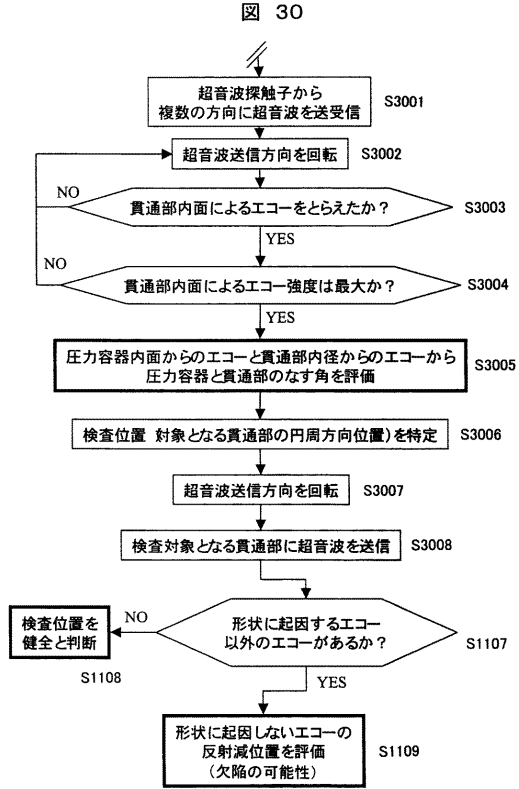 図 30
超音波探触子から
複数の方向に超音波を送受信
S3001
超音波送信方向を回転
S3002
NO
貫通部内面によるエコーをとらえたか？
S3003
YES
NO
貫通部内面によるエコー強度は最大か？
S3004
YES
圧力容器内面からのエコーと貫通部内径からのエコーから
圧力容器と貫通部のなす角を評価
S3005
検査位置 対象となる貫通部の円周方向位置）を特定
S3006
超音波送信方向を回転
S3007
検査対象となる貫通部に超音波を送信
S3008
形状に起因するエコー
以外のエコーがあるか？
S1107
NO
検査位置を
健全と判断
S1108
YES
形状に起因しないエコーの
反射減位置を評価
（欠陥の可能性）
S1109